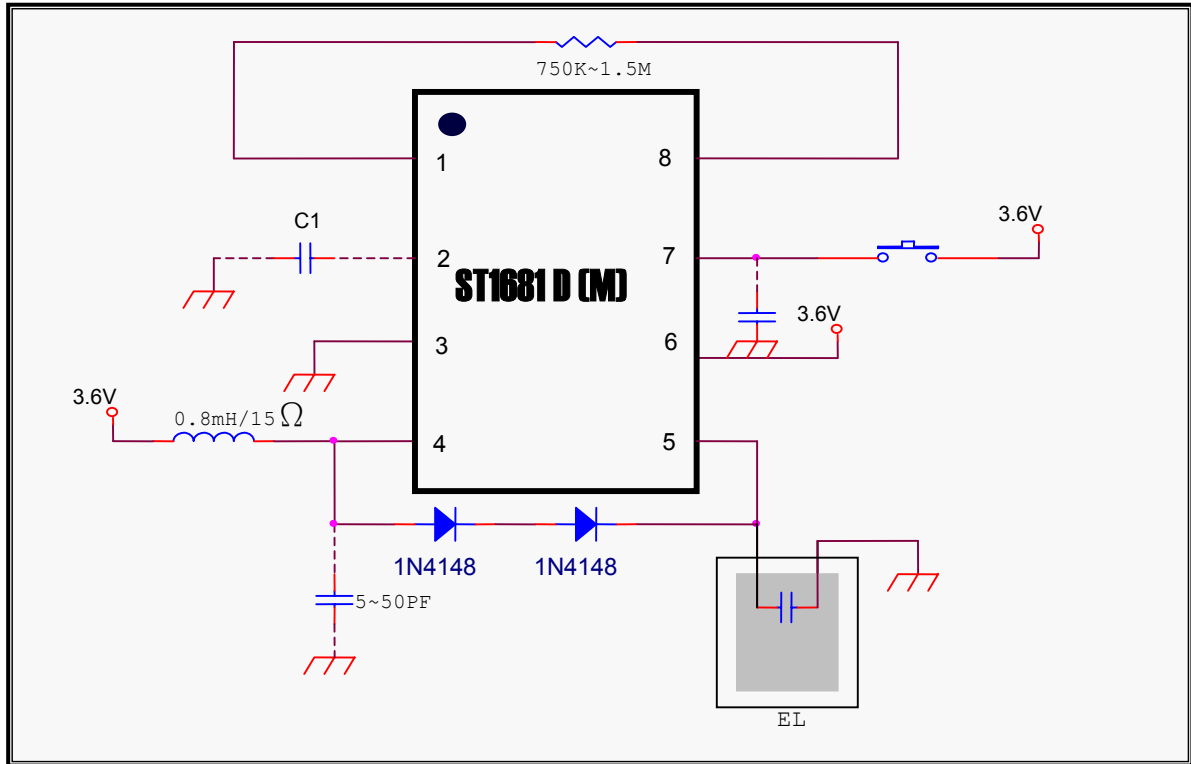 750K~1.5M
1
8
C1
2
7
3.6V
ST1681 D (M)
3
6
3.6V
3.6V
0.8mH/15 Ω
4
5
1N4148
1N4148
5~50PF
EL